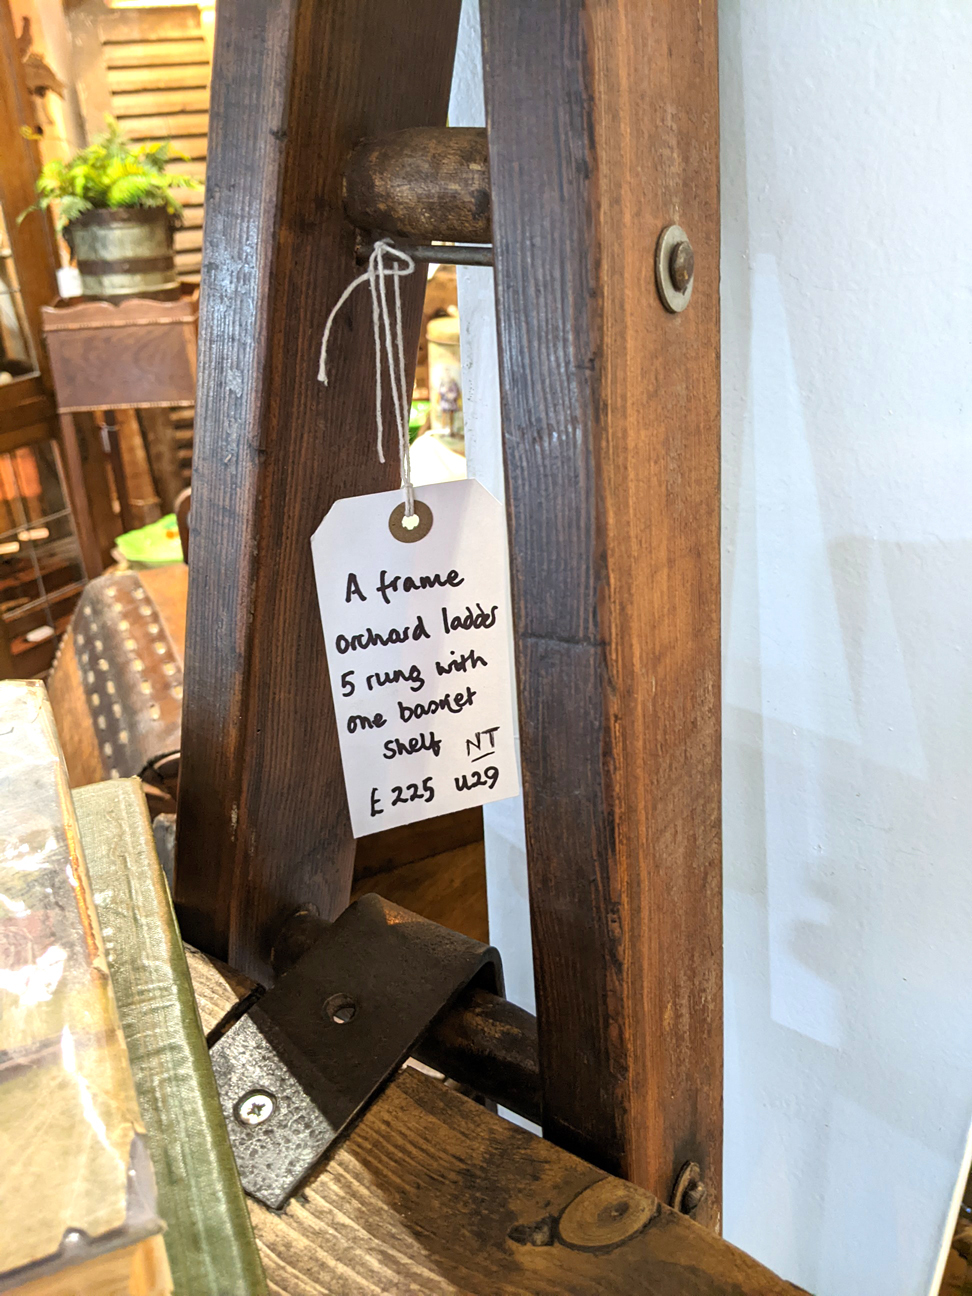 A frame
orchard ladder
5 rung with
one basket
shelf NT
£225 U29